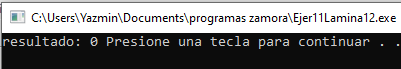 C:\Users\Yazmin\Documents\programas zamora\Ejer11Lamina12.exe
resultado: 0 Presione una tecla para continuar . .